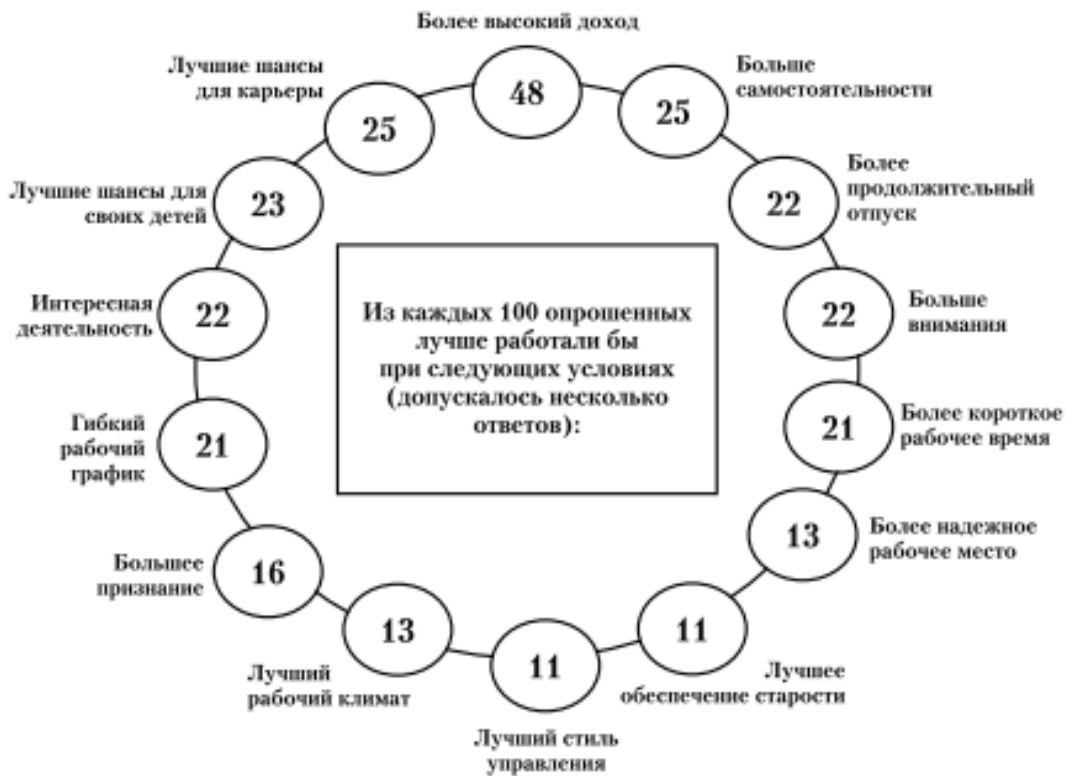 Более высокий доход
48
Больше
самостоятельности
25
Более
продолжительный
отпуск
22
Больше
внимания
22
Более короткое
рабочее время
21
Более надежное
рабочее место
13
Лучшее
обеспечение старости
11
Лучший стиль
управления
11
Лучший
рабочий климат
13
Большее
признание
16
Гибкий
рабочий
график
21
Интересная
деятельность
22
Лучшие шансы для
своих детей
23
Лучшие шансы
для карьеры
25
Из каждых 100 опрошенных
лучше работали бы
при следующих условиях
(допускалось несколько
ответов):